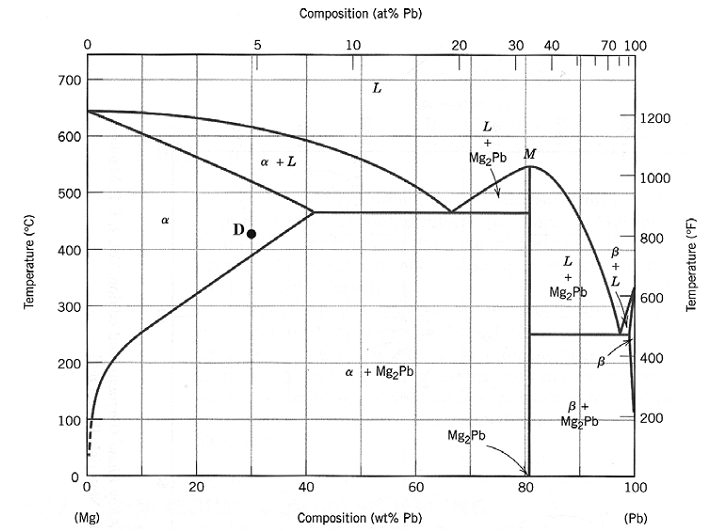 Composition (at% Pb)
0 5 10 20 30 40 70 100
700
600
500
400
300
200
100
0
Temperature (°C)
L
α + L
L
+
Mg₂Pb
M
α
D
L
+
Mg₂Pb
β
+
L
β
α + Mg₂Pb
β +
Mg₂Pb
Mg₂Pb
1200
1000
800
600
400
200
Temperature (°F)
0 20 40 60 80 100
(Mg) Composition (wt% Pb) (Pb)